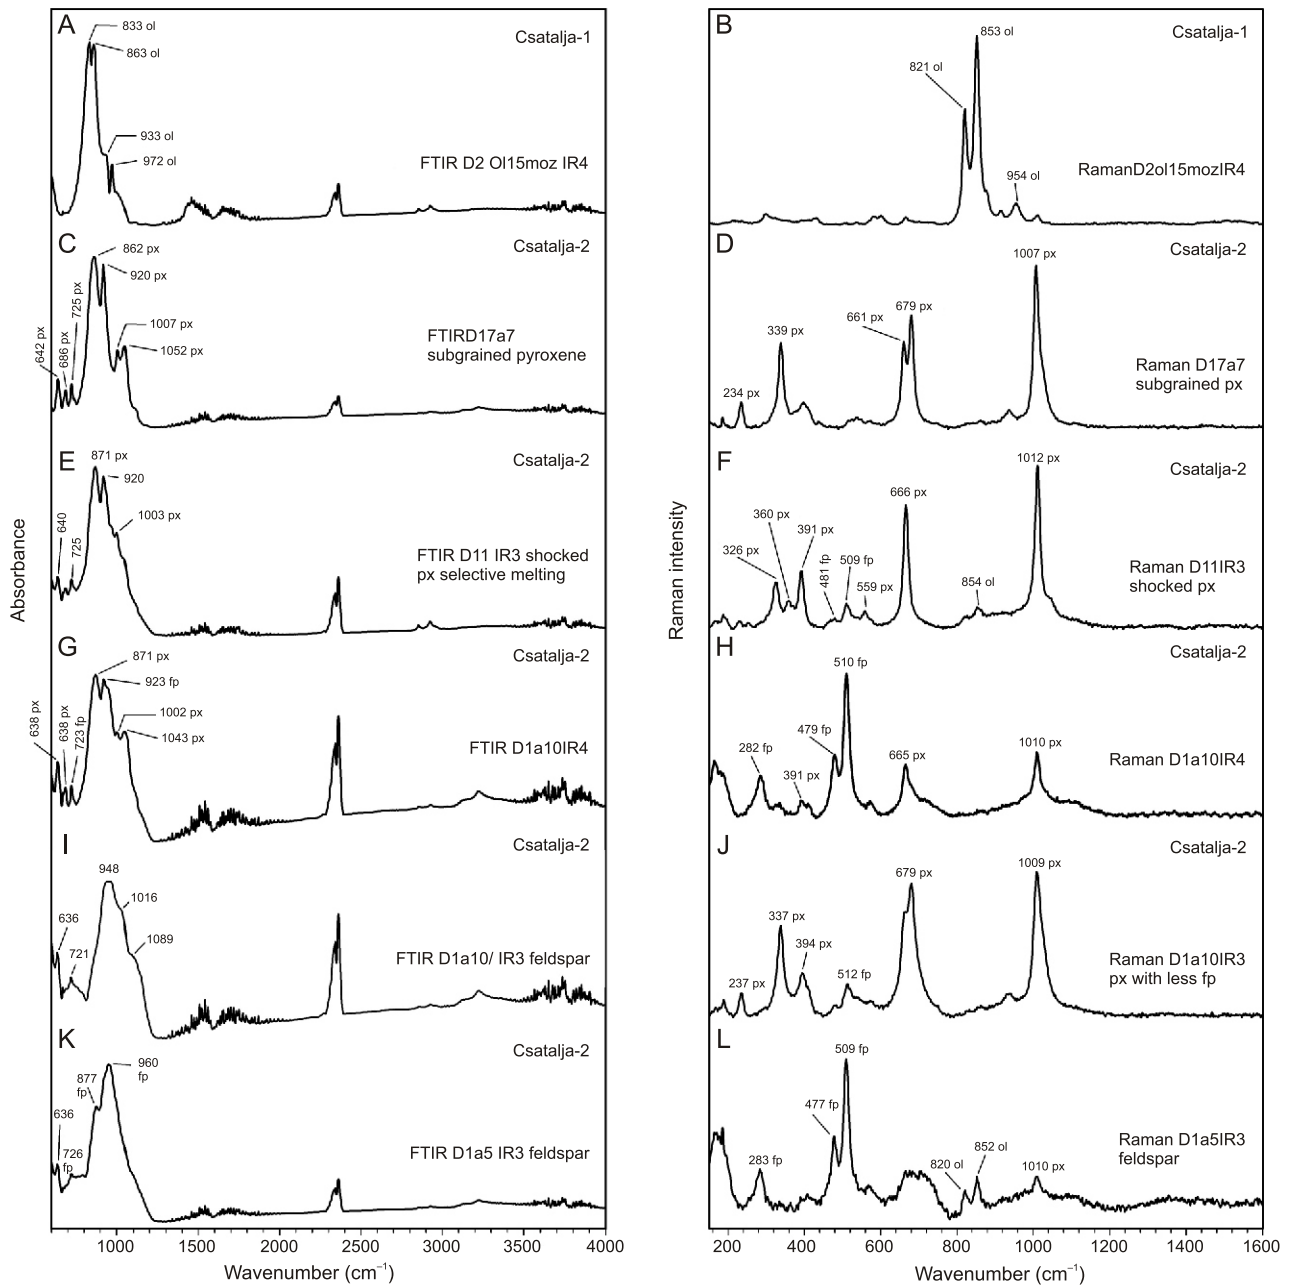 A
833 ol
863 ol
Csatalja-1
933 ol
972 ol
FTIR D2 Ol15moz IR4
B
853 ol
Csatalja-1
821 ol
954 ol
RamanD2ol15mozIR4
C
862 px
Csatalja-2
920 px
725 px
686 px
642 px
1007 px
1052 px
FTIRD17a7
subgrained pyroxene
D
1007 px
Csatalja-2
679 px
661 px
339 px
234 px
Raman D17a7
subgrained px
E
871 px
Csatalja-2
920
1003 px
640
725
FTIR D11 IR3 shocked
px selective melting
F
1012 px
Csatalja-2
666 px
360 px
391 px
326 px
481 fp
509 fp
559 px
854 ol
Raman D11IR3
shocked px
G
871 px
Csatalja-2
923 fp
638 px
638 px
723 fp
1002 px
1043 px
FTIR D1a10IR4
H
510 fp
Csatalja-2
479 fp
282 fp
391 px
665 px
1010 px
Raman D1a10IR4
I
948
Csatalja-2
1016
636
721
1089
FTIR D1a10/ IR3 feldspar
J
679 px
1009 px
Csatalja-2
337 px
394 px
237 px
512 fp
Raman D1a10IR3
px with less fp
K
960
fp
Csatalja-2
877
fp
636
726
fp
FTIR D1a5 IR3 feldspar
L
509 fp
477 fp
283 fp
820 ol
852 ol
1010 px
Raman D1a5IR3
feldspar
Absorbance
Raman intensity
1000 1500 2000 2500 3000 3500 4000
Wavenumber (cm⁻¹)
200 400 600 800 1000 1200 1400 1600
Wavenumber (cm⁻¹)